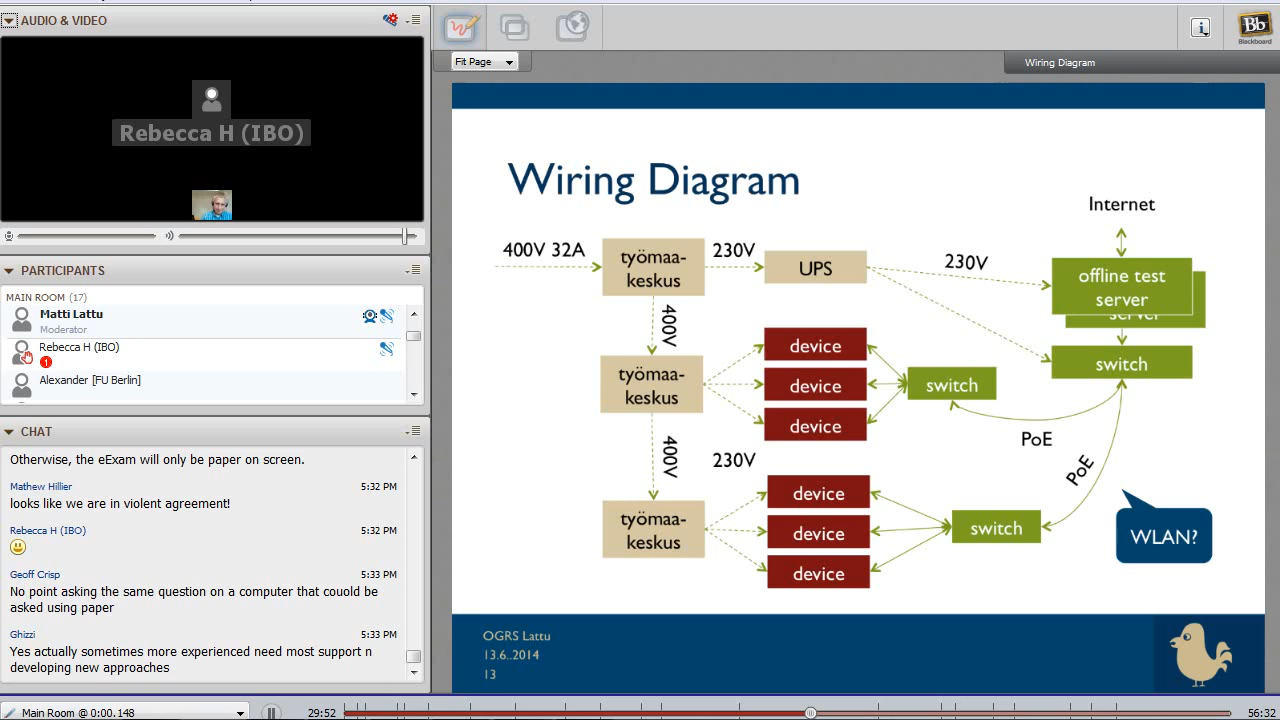 AUDIO & VIDEO
Rebecca H (IBO)
PARTICIPANTS
MAIN ROOM (17)
Matti Lattu
Moderator
Rebecca H (IBO)
1
Alexander [FU Berlin]
CHAT
Otherwise, the eExam will only be paper on screen.
Mathew Hillier 5:32 PM
looks like we are in violent agreement!
Rebecca H (IBO) 5:32 PM
Geoff Crisp 5:33 PM
No point asking the same question on a computer that coould be
asked using paper
Ghizzi 5:33 PM
Yes actually sometimes more experienced need most support n
developing new approaches
Main Room @ 0:00.148
29:52
56:32
Fit Page
Wiring Diagram
i
Bb
Blackboard
Wiring Diagram
Internet
400V 32A
työmaa-
keskus
230V
UPS
230V
offline test
server
server
400V
device
device
device
switch
switch
työmaa-
keskus
PoE
PoE
400V
230V
device
device
device
switch
työmaa-
keskus
WLAN?
OGRS Lattu
13.6..2014
13